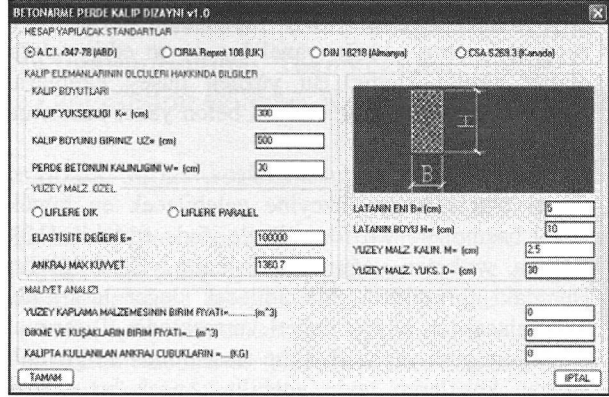 BETONARME PERDE KALIP DIZAYNI v1.0
HESAP YAPILACAK STANDARTLAR
A.C.I. r347-78 (ABD)
CIRIA Report 108 (UK)
DIN 18218 (Almanya)
CSA S269.3 (Kanada)
KALIP ELEMANLARININ OLCULERI HAKKINDA BILGILER
KALIP BOYUTLARI
KALIP YUKSEKLIGI K= (cm) 300
KALIP BOYUNU GIRINIZ UZ= (cm) 500
PERDE BETONUN KALINLIGINI W= (cm) 30
YUZEY MALZ. OZEL.
LIFLERE DIK
LIFLERE PARALEL
ELASTİSİTE DEĞERİ E= 100000
ANKRAJ MAX KUVVET 1360.7
H
B
LATANIN ENI B= (cm) 5
LATANIN BOYU H= (cm) 10
YUZEY MALZ. KALIN. M= (cm) 2.5
YUZEY MALZ. YUKS. D= (cm) 30
MALIYET ANALIZI
YUZEY KAPLAMA MALZEMESININ BIRIM FIYATI=..........(m^3) 0
DIKME VE KUŞAKLARIN BIRIM FIYATI=...(m^3) 0
KALIPTA KULLANILAN ANKRAJ CUBUKLARIN =....(KG) 0
TAMAM
IPTAL